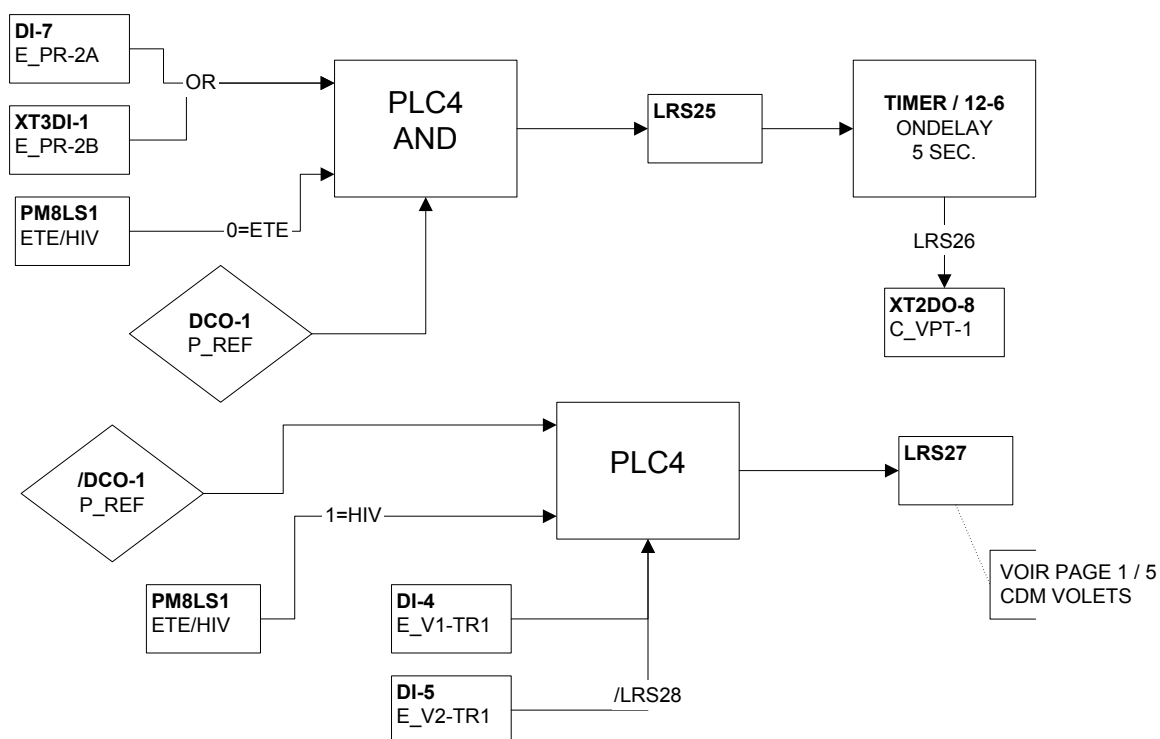 DI-7
E_PR-2A
OR
XT3DI-1
E_PR-2B
PM8LS1
ETE/HIV
0=ETE
DCO-1
P_REF
PLC4
AND
LRS25
TIMER / 12-6
ONDELAY
5 SEC.
LRS26
XT2DO-8
C_VPT-1
/DCO-1
P_REF
1=HIV
PM8LS1
ETE/HIV
DI-4
E_V1-TR1
DI-5
E_V2-TR1
/LRS28
PLC4
LRS27
VOIR PAGE 1 / 5
CDM VOLETS